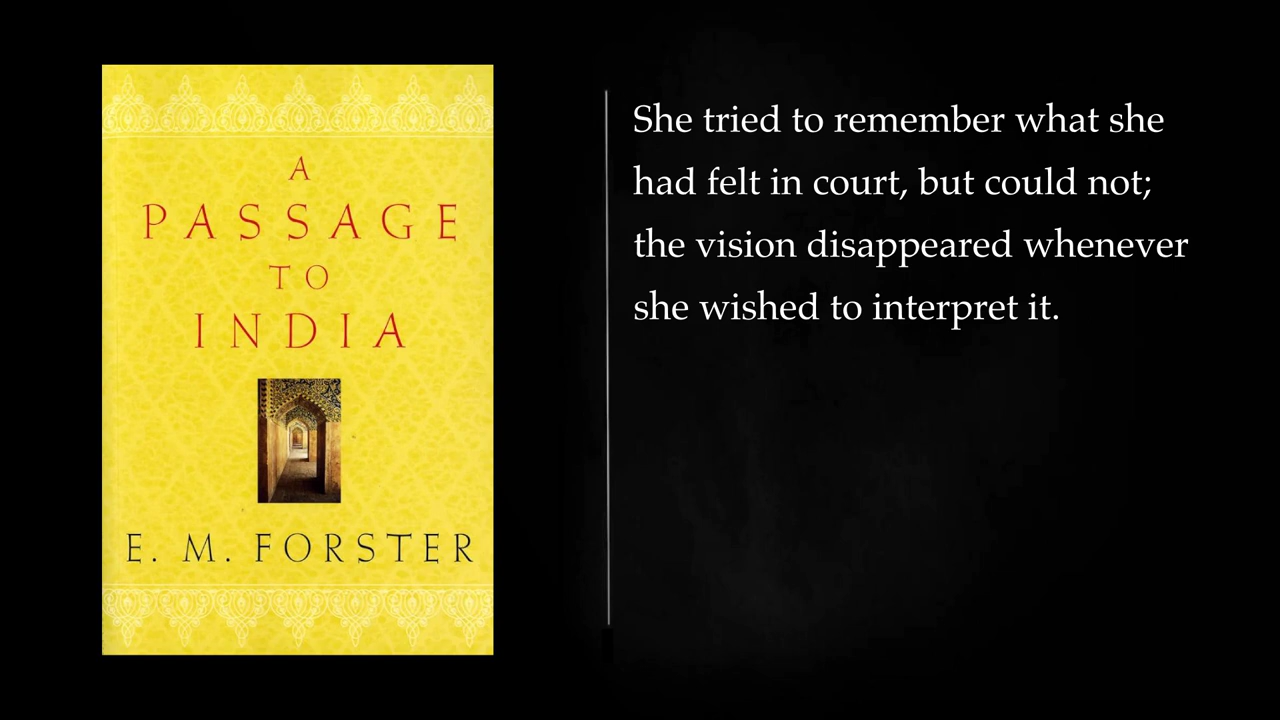 A
PASSAGE
TO
INDIA
E. M. FORSTER
She tried to remember what she
had felt in court, but could not;
the vision disappeared whenever
she wished to interpret it.